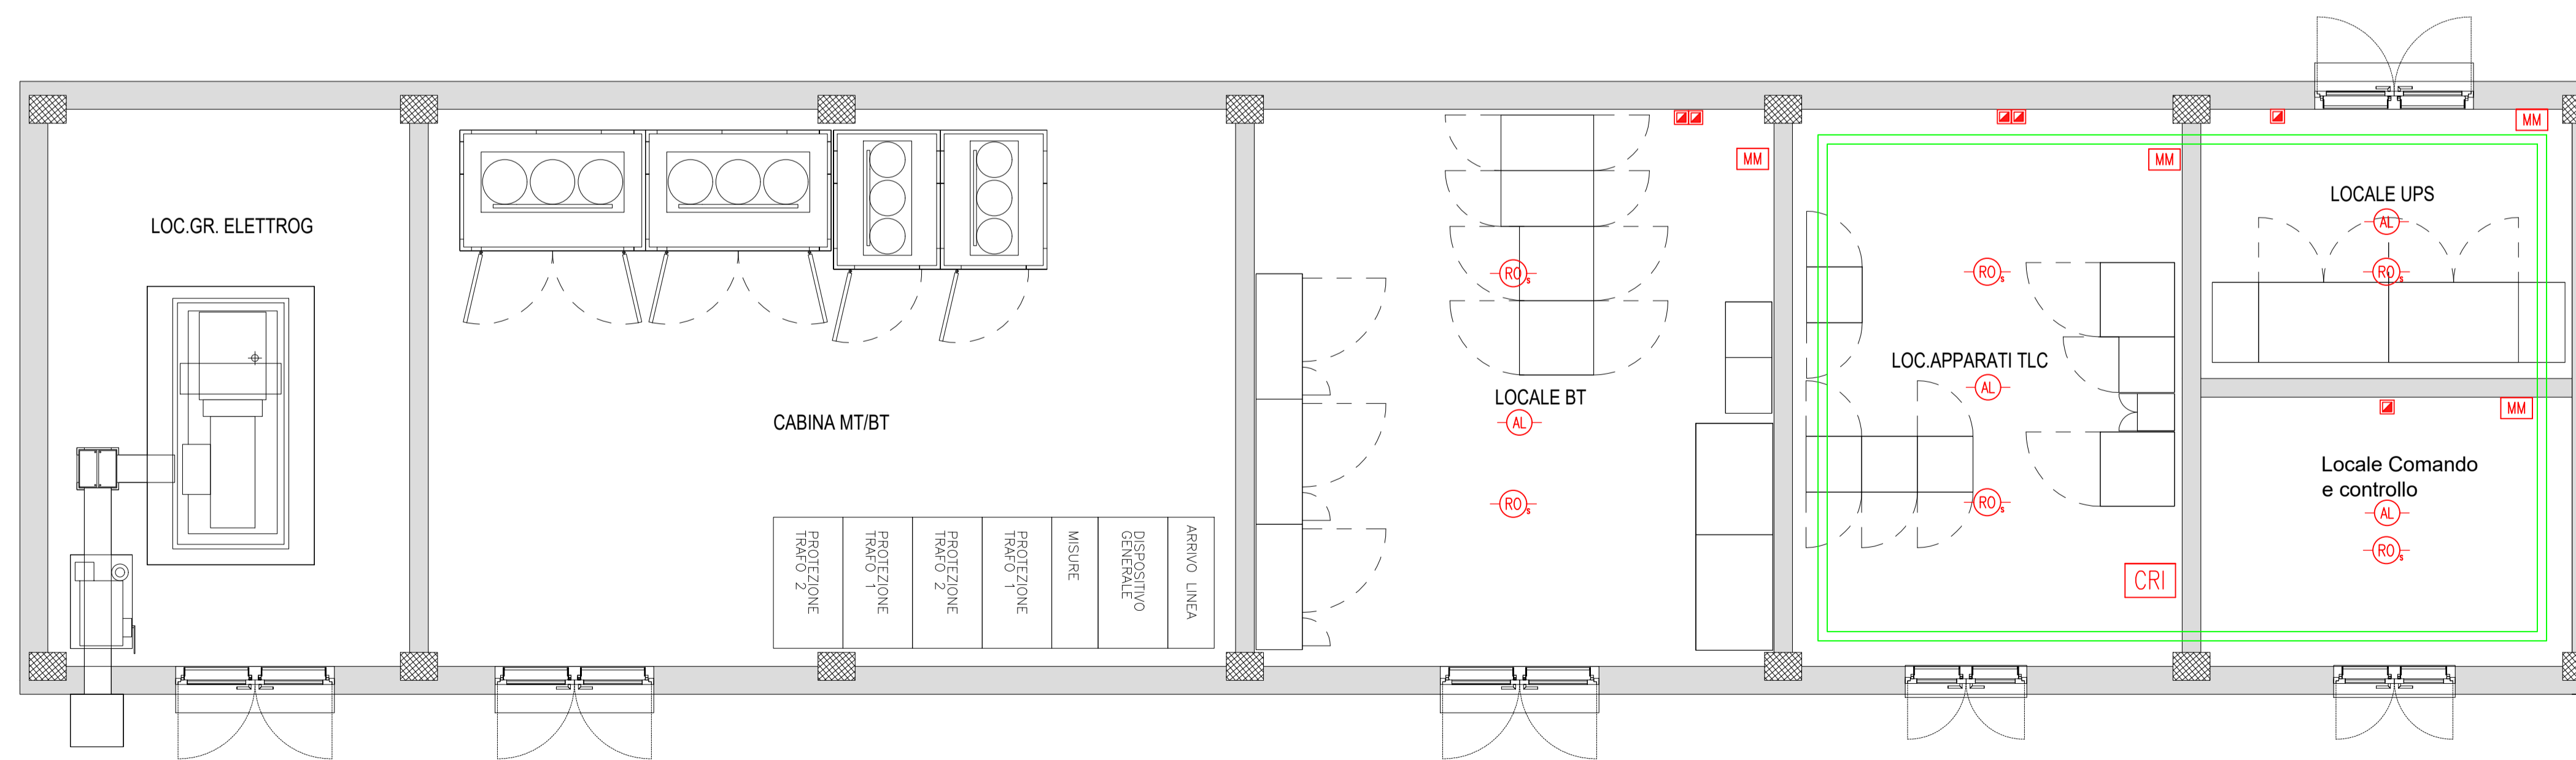 LOC.GR. ELETTROG
CABINA MT/BT
PROTEZIONE
TRAFO 2
PROTEZIONE
TRAFO 1
PROTEZIONE
TRAFO 2
PROTEZIONE
TRAFO 1
MISURE
DISPOSITIVO
GENERALE
ARRIVO LINEA
MM
RO s
LOCALE BT
AL
RO s
MM
RO s
LOC.APPARATI TLC
AL
RO s
CRI
MM
LOCALE UPS
AL
RO s
MM
Locale Comando
e controllo
AL
RO s